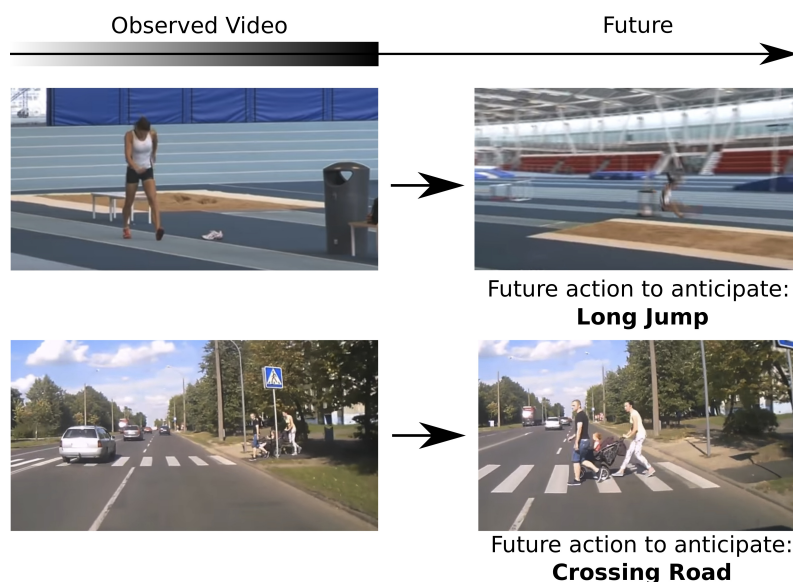 Observed Video
Future
Future action to anticipate:
Long Jump
Future action to anticipate:
Crossing Road